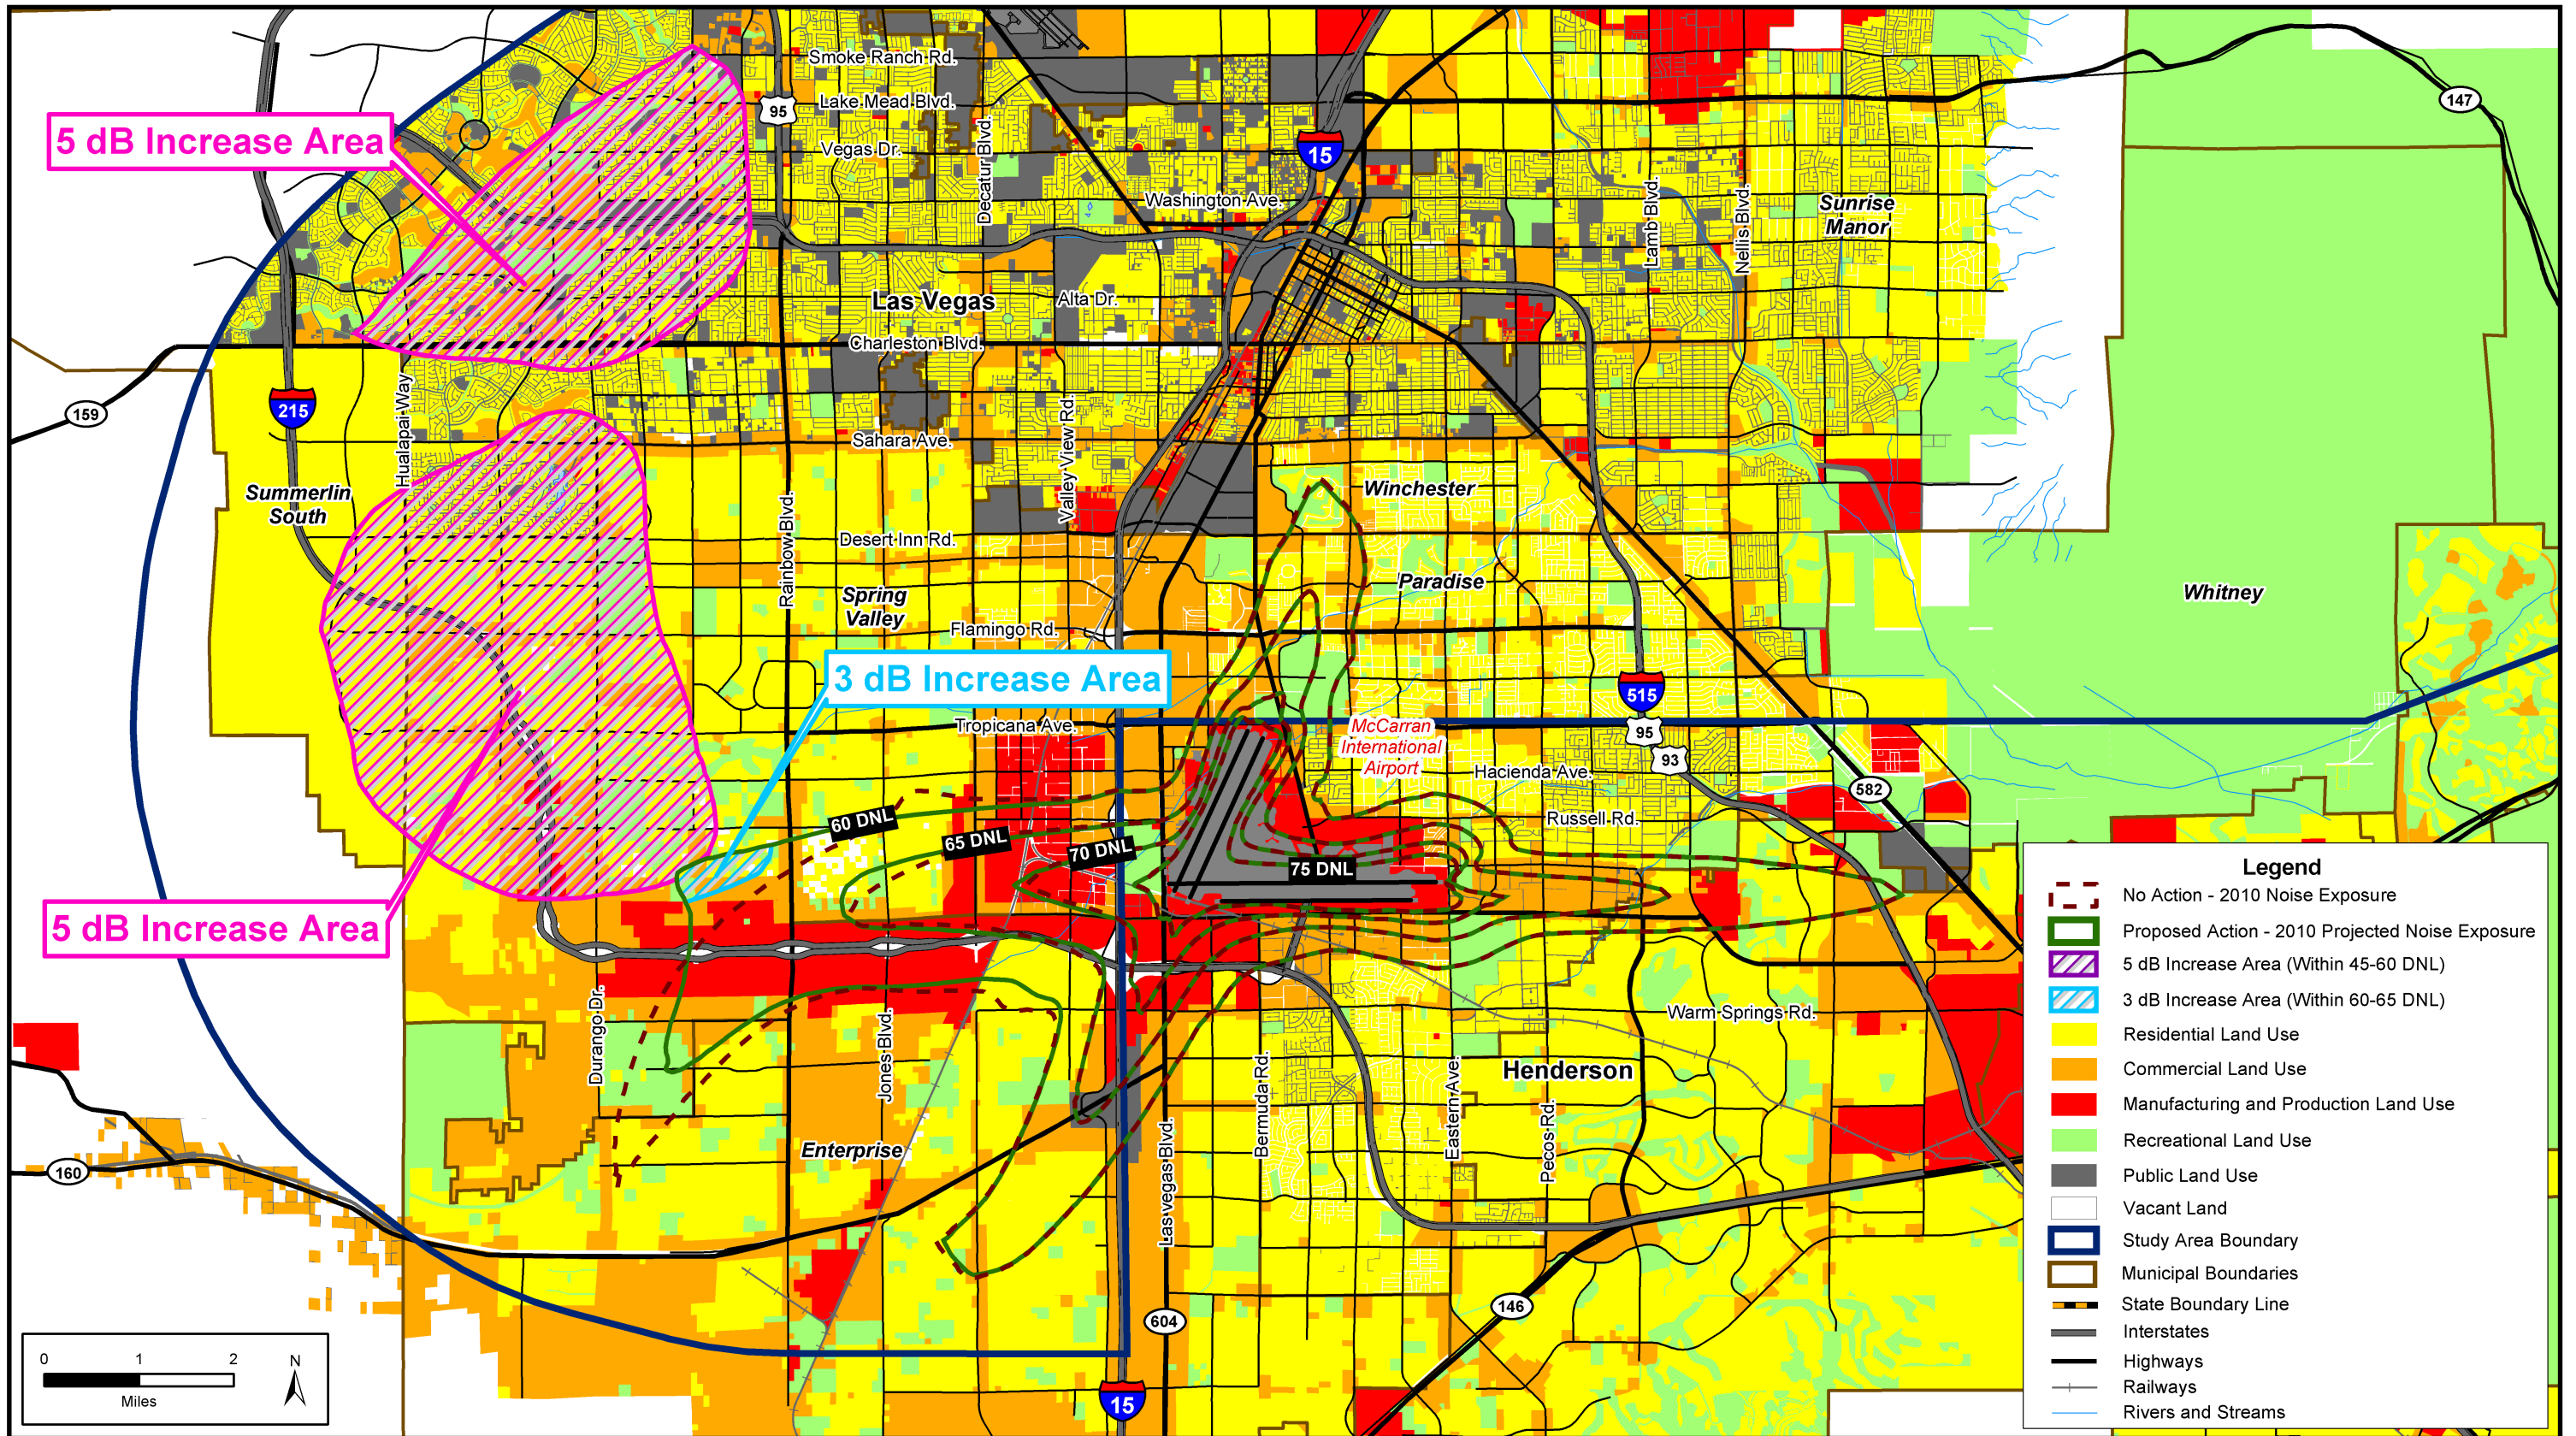 Smoke Ranch Rd.
Lake Mead Blvd.
95
147
5 dB Increase Area
Vegas Dr.
Decatur Blvd.
15
Washington Ave.
Lamb Blvd.
Nellis Blvd.
Sunrise
Manor
Las Vegas
Alta Dr.
Charleston Blvd.
159
215
Hualapai Way
Valley View Rd.
Sahara Ave.
Summerlin
South
Winchester
Rainbow Blvd.
Desert Inn Rd.
Paradise
Spring
Valley
Whitney
Flamingo Rd.
3 dB Increase Area
515
Tropicana Ave.
McCarran
International
Airport
95
93
Hacienda Ave.
582
60 DNL
65 DNL
70 DNL
75 DNL
Russell Rd.
5 dB Increase Area
Durango Dr.
Jones Blvd.
Warm Springs Rd.
Bermuda Rd.
Eastern Ave.
Henderson
Pecos Rd.
Enterprise
Las vegas Blvd.
160
604
146
15
0 1 2
Miles
N
Legend
No Action - 2010 Noise Exposure
Proposed Action - 2010 Projected Noise Exposure
5 dB Increase Area (Within 45-60 DNL)
3 dB Increase Area (Within 60-65 DNL)
Residential Land Use
Commercial Land Use
Manufacturing and Production Land Use
Recreational Land Use
Public Land Use
Vacant Land
Study Area Boundary
Municipal Boundaries
State Boundary Line
Interstates
Highways
Railways
Rivers and Streams